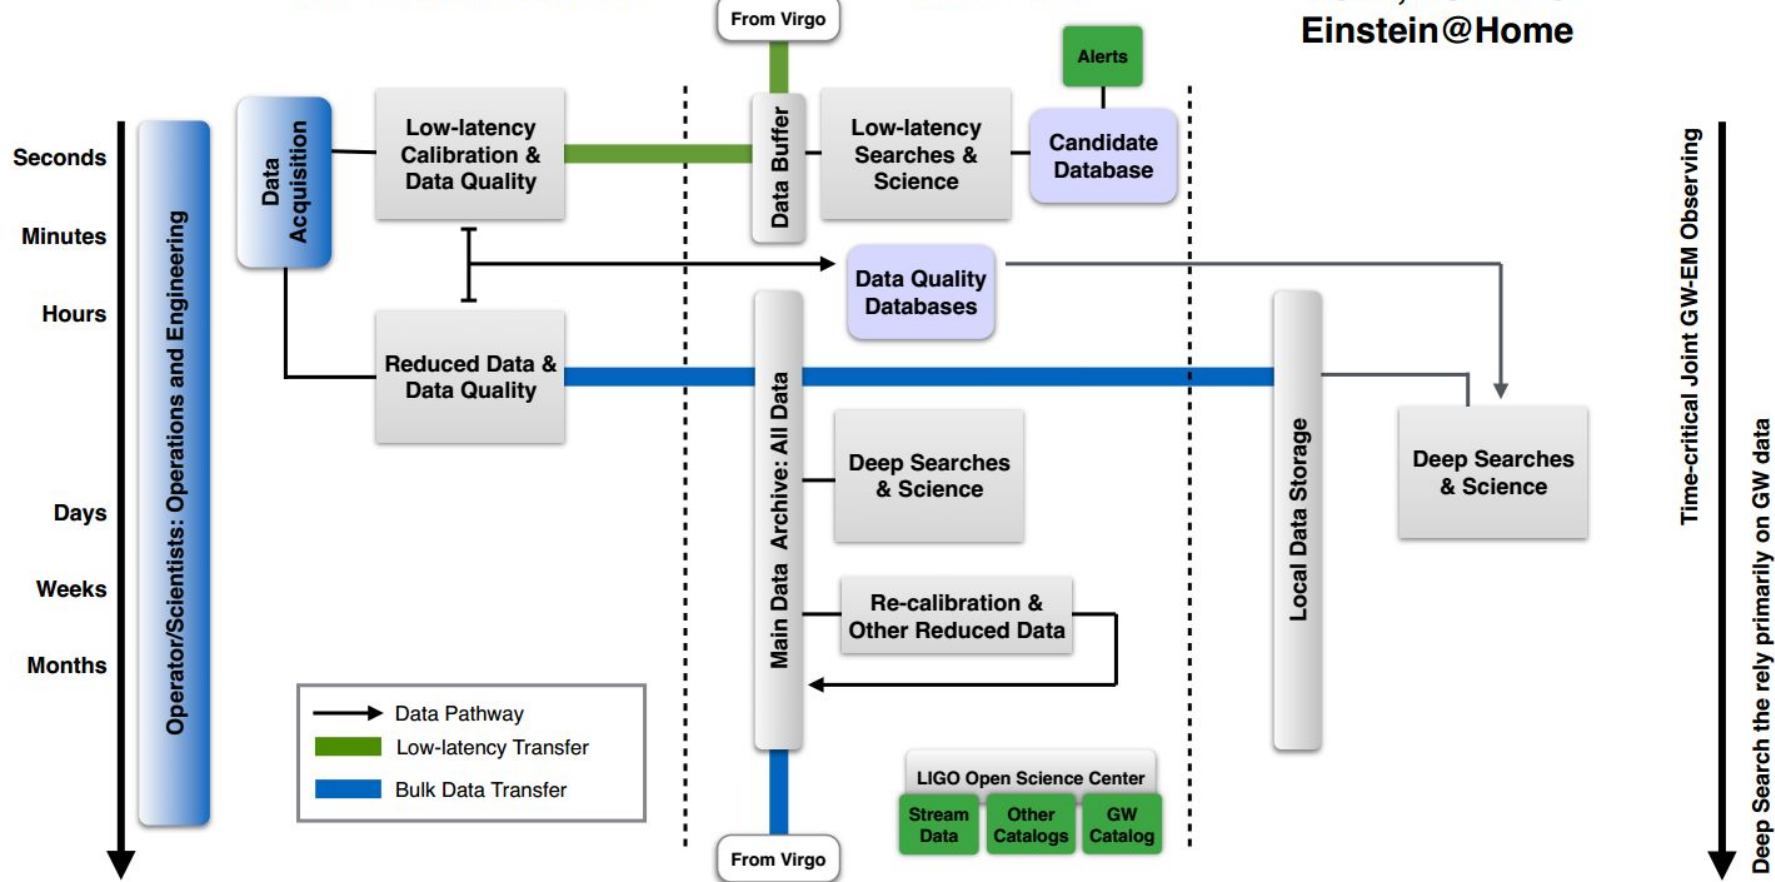 From Virgo
Einstein@Home
Alerts
Seconds
Minutes
Hours
Days
Weeks
Months
Operator/Scientists: Operations and Engineering
Data
Acquisition
Low-latency
Calibration &
Data Quality
Data Buffer
Low-latency
Searches &
Science
Candidate
Database
Data Quality
Databases
Reduced Data &
Data Quality
Main Data Archive: All Data
Deep Searches
& Science
Re-calibration &
Other Reduced Data
Local Data Storage
Deep Searches
& Science
Time-critical Joint GW-EM Observing
Deep Search the rely primarily on GW data
Data Pathway
Low-latency Transfer
Bulk Data Transfer
LIGO Open Science Center
Stream
Data
Other
Catalogs
GW
Catalog
From Virgo